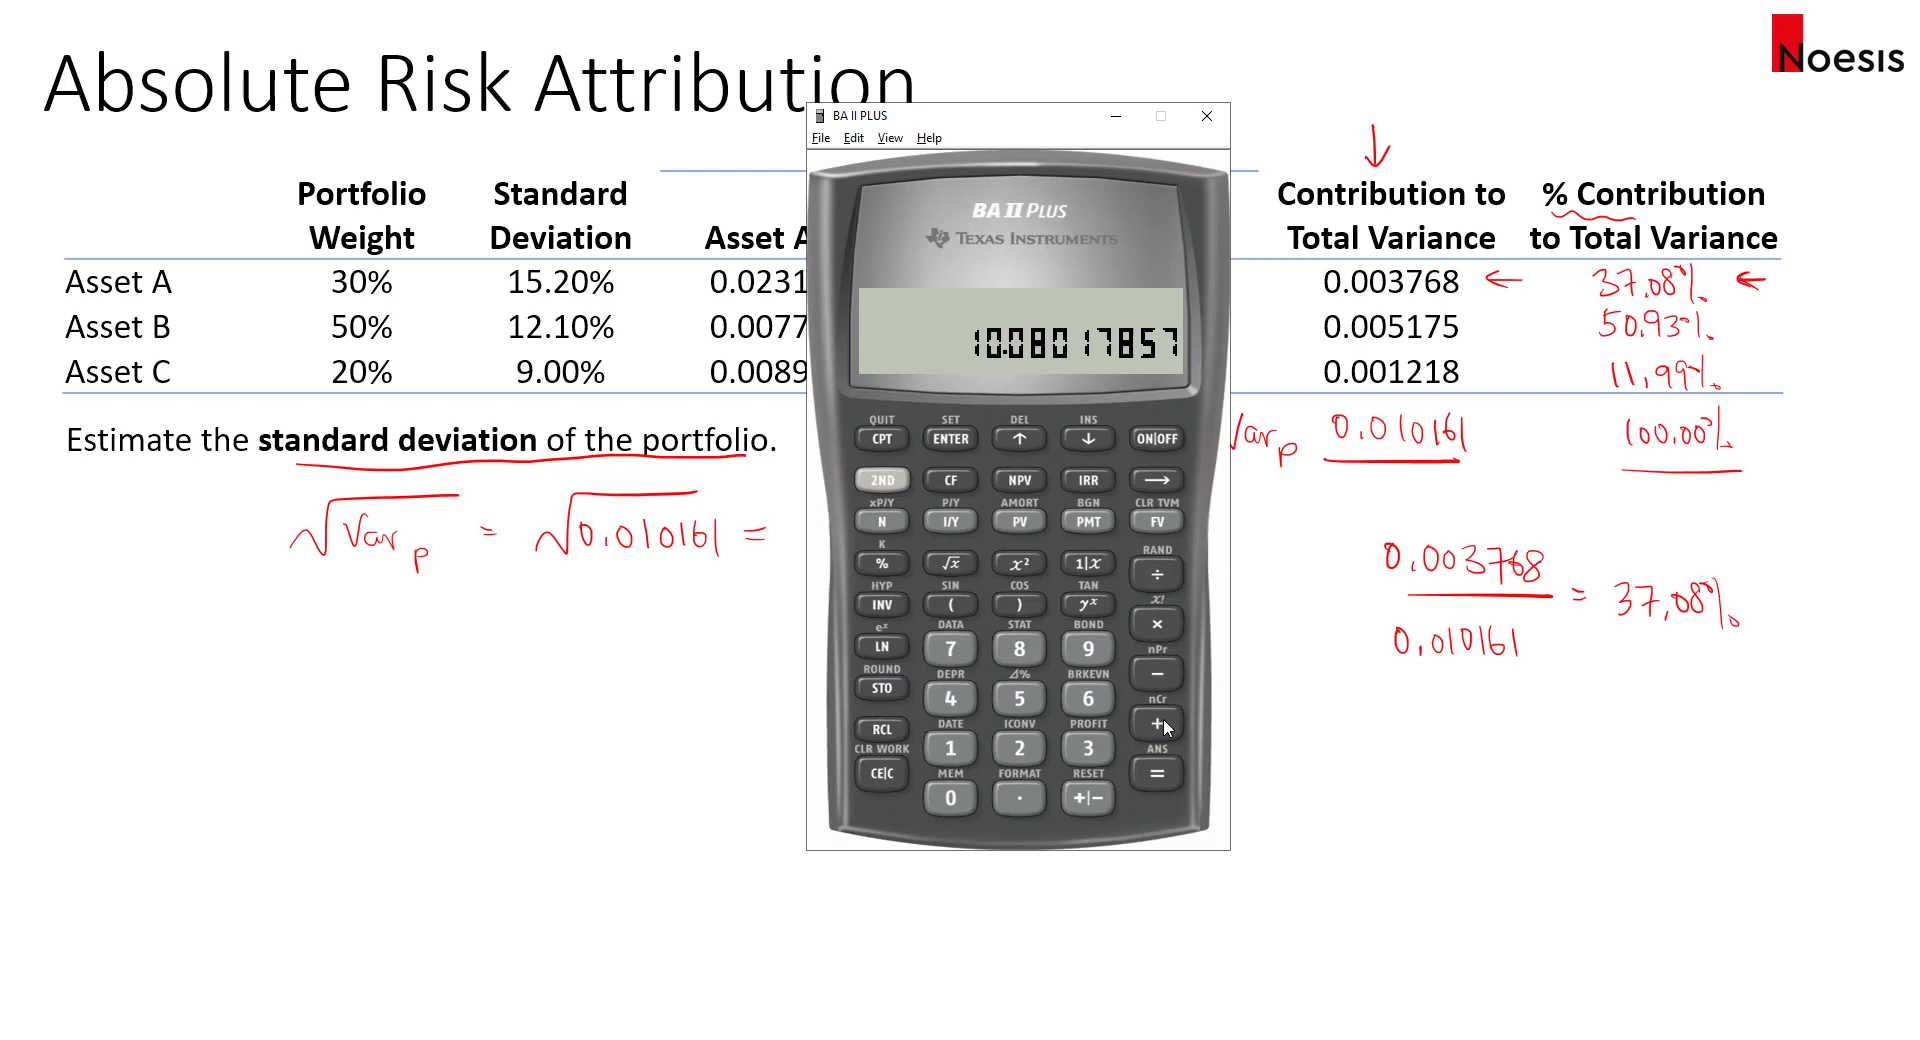 Absolute Risk Attribution
Noesis
Portfolio Weight
Standard Deviation
Asset A
Contribution to Total Variance
% Contribution to Total Variance
Asset A 30% 15.20% 0.0231 0.003768 ← 37.08% ←
Asset B 50% 12.10% 0.0077 0.005175 50.93%
Asset C 20% 9.00% 0.0089 0.001218 11.99%
Var p 0.010161 100.00%
Estimate the standard deviation of the portfolio.
√Var p = √0.010161 =
0.003768
0.010161
= 37.08%
BA II PLUS
File Edit View Help
BA II PLUS
TEXAS INSTRUMENTS
10.08017857
QUIT SET DEL INS
CPT ENTER ↑ ↓ ON|OFF
2ND CF NPV IRR →
xP/Y P/Y AMORT BGN CLR TVM
N I/Y PV PMT FV
K RAND
% √x x² 1|x ÷
HYP SIN COS TAN x!
INV ( ) yˣ ×
eˣ DATA STAT BOND nPr
LN 7 8 9 −
ROUND DEPR Δ% BRKEVN nCr
STO 4 5 6 +
RCL DATE ICONV PROFIT ANS
CLR WORK 1 2 3 =
CE|C MEM FORMAT RESET
0 . +|−